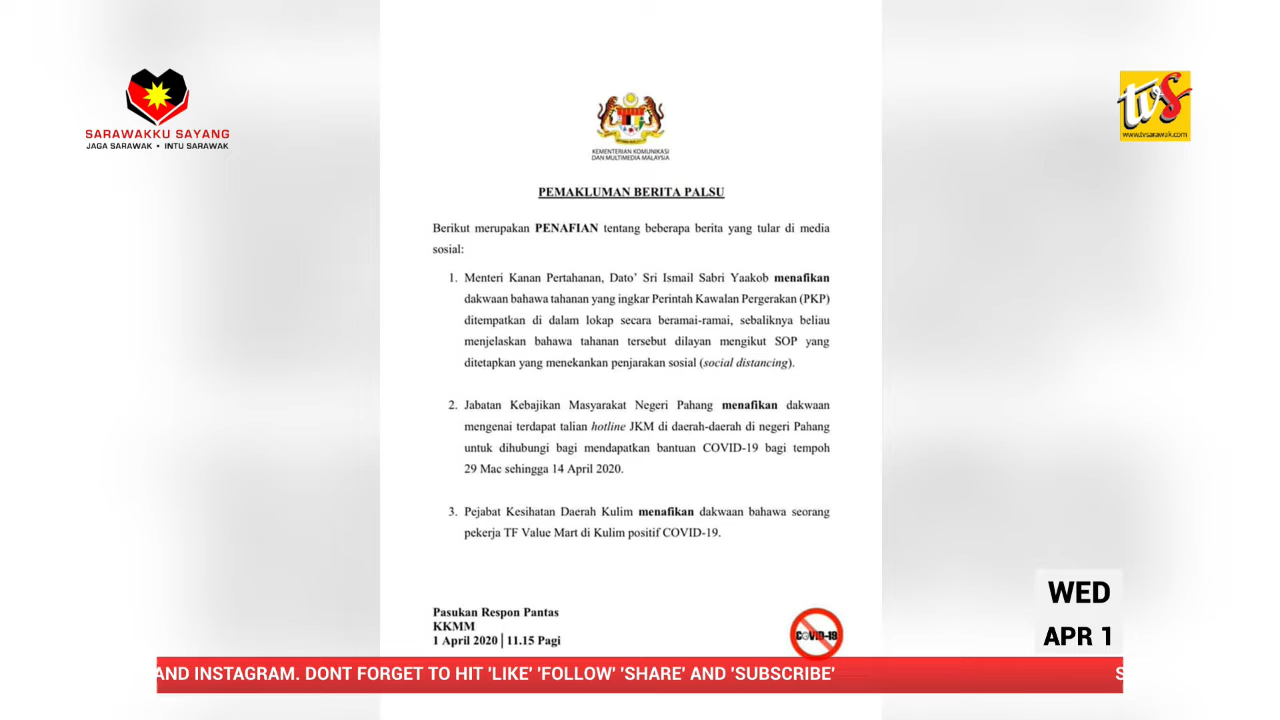 SARAWAKKU SAYANG
JAGA SARAWAK • INTU SARAWAK
tvS
www.tvsarawak.com
KEMENTERIAN KOMUNIKASI
DAN MULTIMEDIA MALAYSIA
PEMAKLUMAN BERITA PALSU
Berikut merupakan PENAFIAN tentang beberapa berita yang tular di media
sosial:
1. Menteri Kanan Pertahanan, Dato’ Sri Ismail Sabri Yaakob menafikan
dakwaan bahawa tahanan yang ingkar Perintah Kawalan Pergerakan (PKP)
ditempatkan di dalam lokap secara beramai-ramai, sebaliknya beliau
menjelaskan bahawa tahanan tersebut dilayan mengikut SOP yang
ditetapkan yang menekankan penjarakan sosial (social distancing).
2. Jabatan Kebajikan Masyarakat Negeri Pahang menafikan dakwaan
mengenai terdapat talian hotline JKM di daerah-daerah di negeri Pahang
untuk dihubungi bagi mendapatkan bantuan COVID-19 bagi tempoh
29 Mac sehingga 14 April 2020.
3. Pejabat Kesihatan Daerah Kulim menafikan dakwaan bahawa seorang
pekerja TF Value Mart di Kulim positif COVID-19.
Pasukan Respon Pantas
KKMM
1 April 2020 | 11.15 Pagi
COVID-19
WED
APR 1
AND INSTAGRAM. DONT FORGET TO HIT 'LIKE' 'FOLLOW' 'SHARE' AND 'SUBSCRIBE'